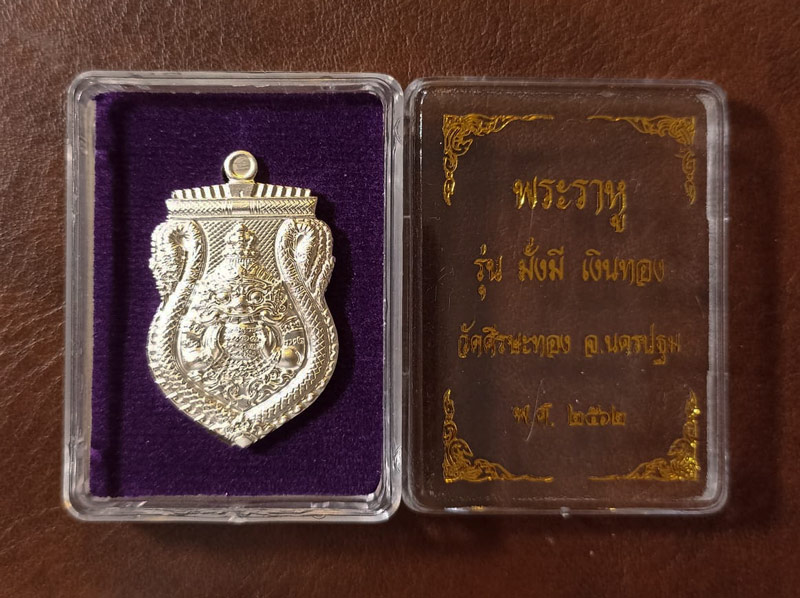 พระราหู
รุ่น มั่งมี เงินทอง
วัดศีรษะทอง จ.นครปฐม
พ.ศ. ๒๕๖๒